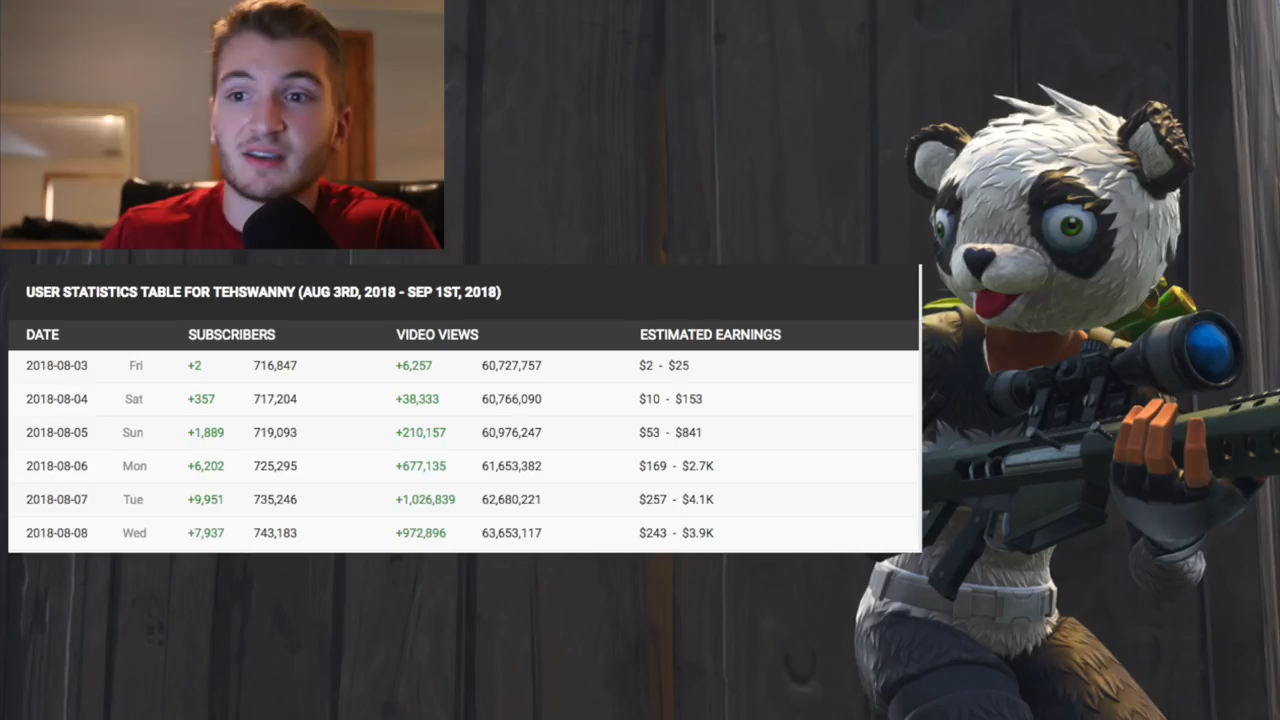 USER STATISTICS TABLE FOR TEHSWANNY (AUG 3RD, 2018 - SEP 1ST, 2018)
DATE SUBSCRIBERS VIDEO VIEWS ESTIMATED EARNINGS
2018-08-03 Fri +2 716,847 +6,257 60,727,757 $2 - $25
2018-08-04 Sat +357 717,204 +38,333 60,766,090 $10 - $153
2018-08-05 Sun +1,889 719,093 +210,157 60,976,247 $53 - $841
2018-08-06 Mon +6,202 725,295 +677,135 61,653,382 $169 - $2.7K
2018-08-07 Tue +9,951 735,246 +1,026,839 62,680,221 $257 - $4.1K
2018-08-08 Wed +7,937 743,183 +972,896 63,653,117 $243 - $3.9K